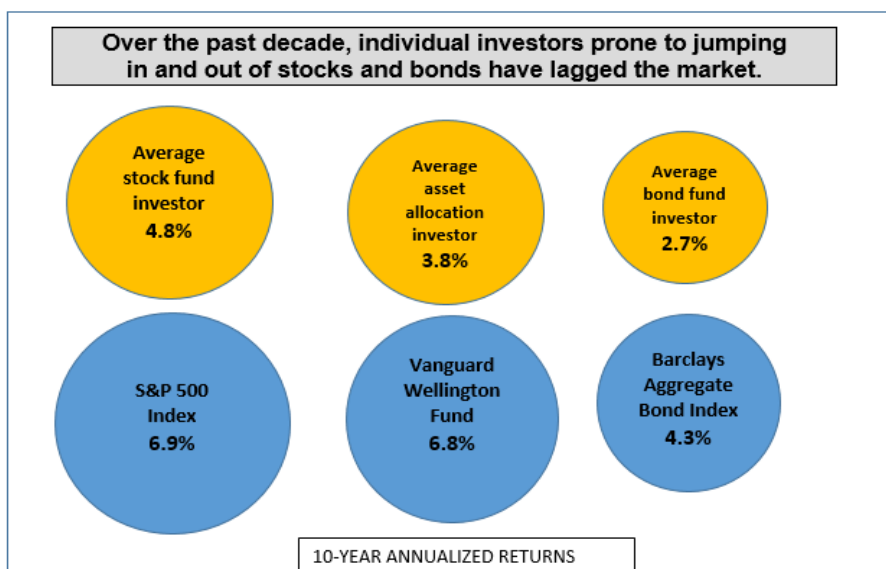 Over the past decade, individual investors prone to jumping
in and out of stocks and bonds have lagged the market.
Average
stock fund
investor
4.8%
Average
asset
allocation
investor
3.8%
Average
bond fund
investor
2.7%
S&P 500
Index
6.9%
Vanguard
Wellington
Fund
6.8%
Barclays
Aggregate
Bond Index
4.3%
10-YEAR ANNUALIZED RETURNS